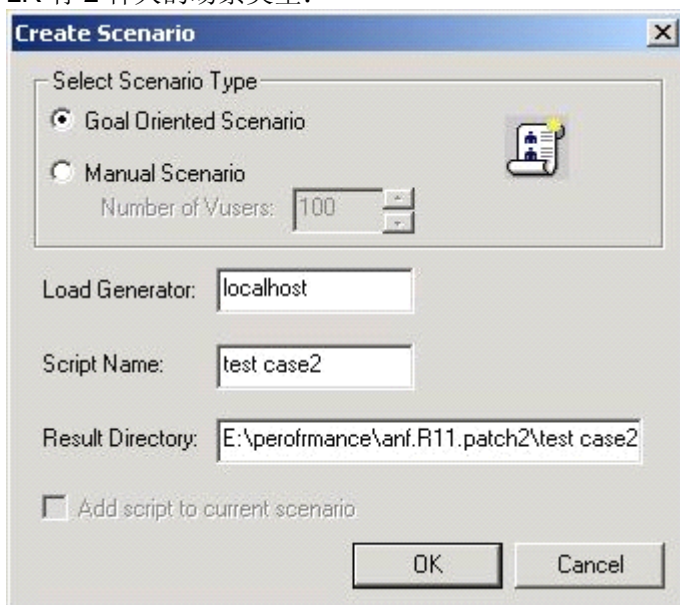 Create Scenario
Select Scenario Type
Goal Oriented Scenario
Manual Scenario
Number of Vusers: 100
Load Generator: localhost
Script Name: test case2
Result Directory: E:\perofrmance\anf.R11.patch2\test case2
Add script to current scenario
OK Cancel